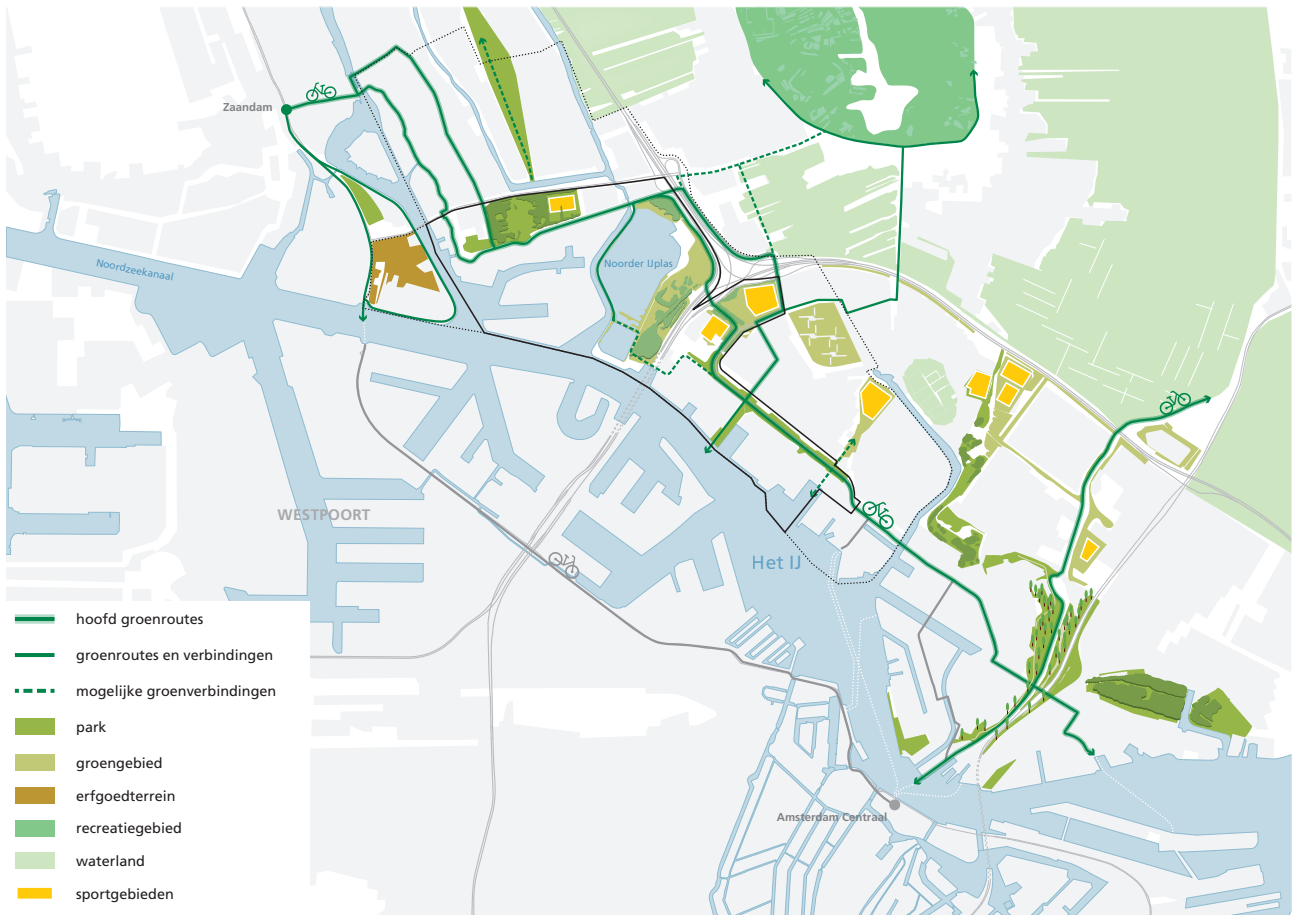 Zaandam
Noordzeekanaal
Noorder IJplas
WESTPOORT
Het IJ
Amsterdam Centraal
hoofd groenroutes
groenroutes en verbindingen
mogelijke groenverbindingen
park
groengebied
erfgoedterrein
recreatiegebied
waterland
sportgebieden